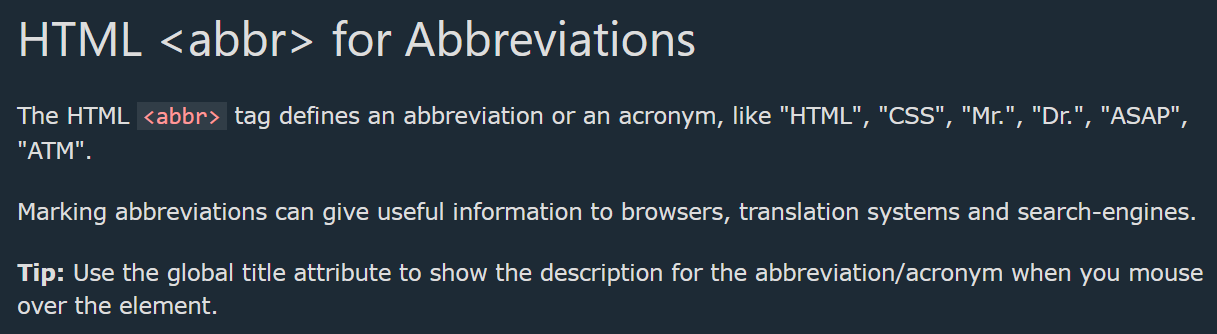 HTML <abbr> for Abbreviations
The HTML <abbr> tag defines an abbreviation or an acronym, like "HTML", "CSS", "Mr.", "Dr.", "ASAP",
"ATM".
Marking abbreviations can give useful information to browsers, translation systems and search-engines.
Tip: Use the global title attribute to show the description for the abbreviation/acronym when you mouse
over the element.